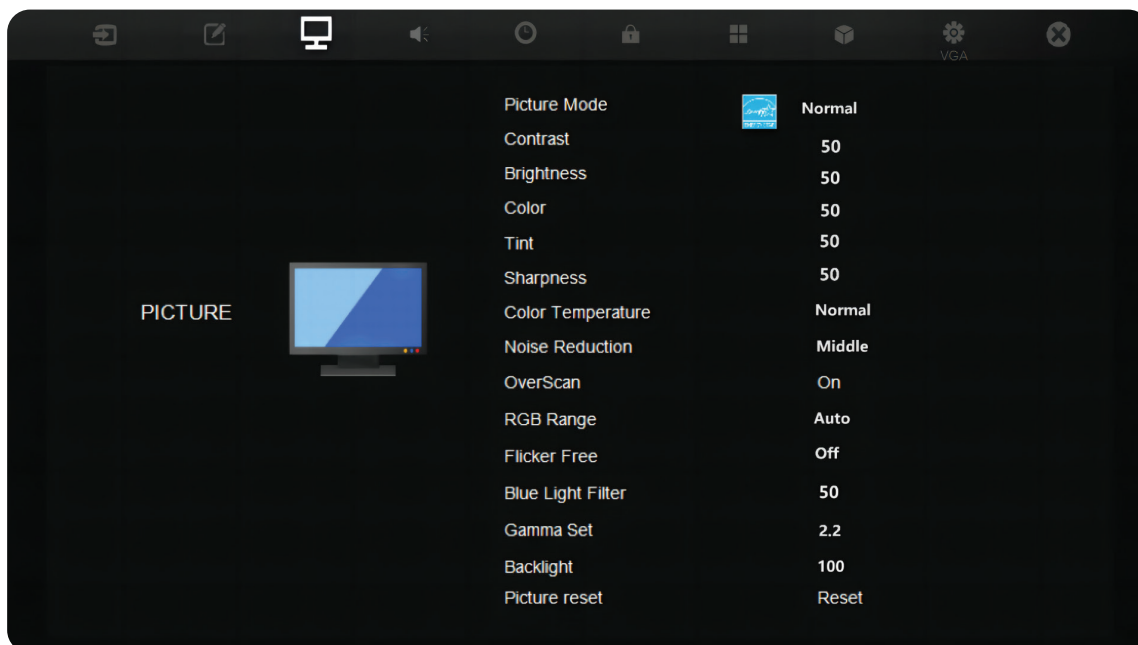 VGA
Picture Mode Normal
Contrast 50
Brightness 50
Color 50
Tint 50
Sharpness 50
PICTURE
Color Temperature Normal
Noise Reduction Middle
OverScan On
RGB Range Auto
Flicker Free Off
Blue Light Filter 50
Gamma Set 2.2
Backlight 100
Picture reset Reset